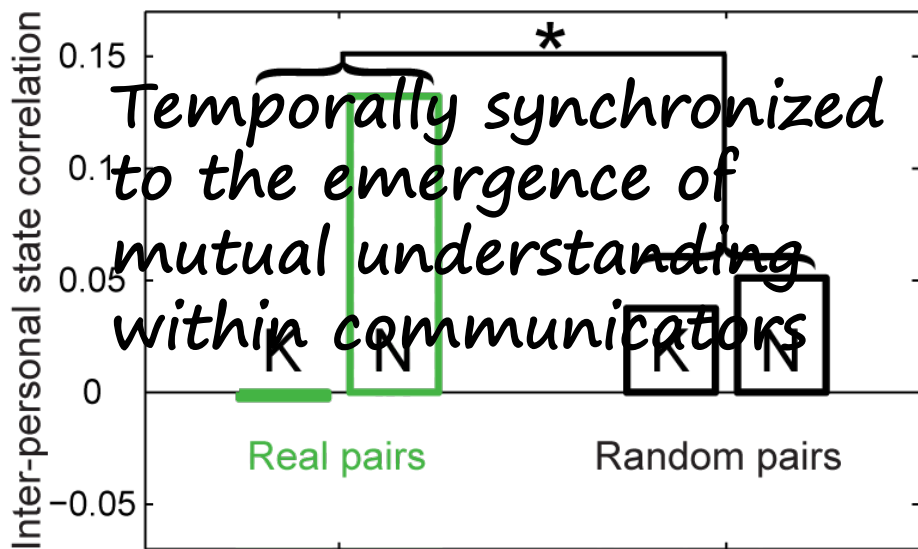 Inter-personal state correlation
0.15
0.1
0.05
0
−0.05
*
Temporally synchronized
to the emergence of
mutual understanding
within communicators
K N K N
Real pairs Random pairs